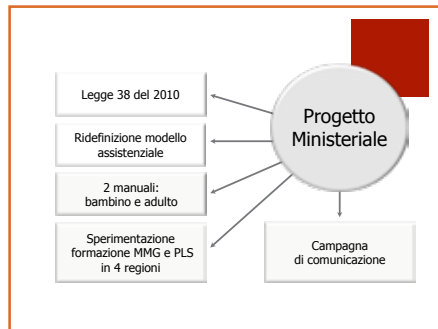 Legge 38 del 2010
Progetto
Ministeriale
Ridefinizione modello
assistenziale
2 manuali:
bambino e adulto
Sperimentazione
formazione MMG e PLS
in 4 regioni
Campagna
di comunicazione